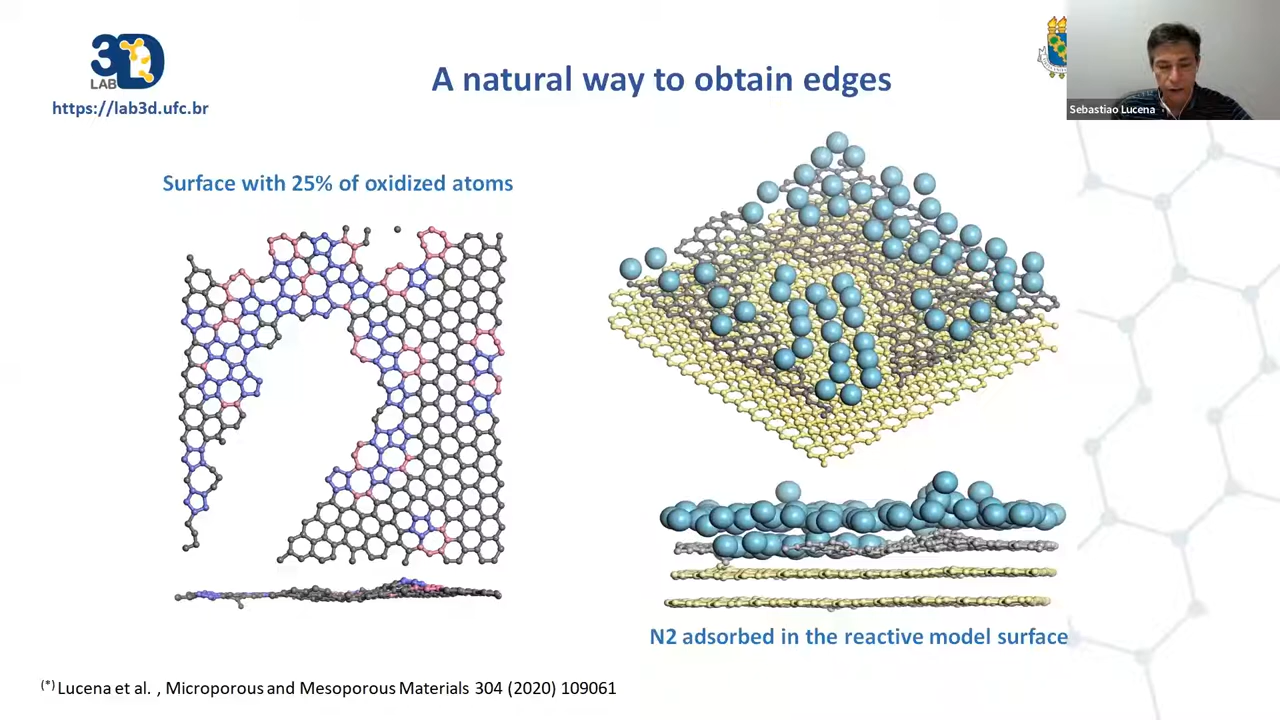 3D
LAB
https://lab3d.ufc.br
A natural way to obtain edges
Sebastiao Lucena
Surface with 25% of oxidized atoms
N2 adsorbed in the reactive model surface
(*) Lucena et al. , Microporous and Mesoporous Materials 304 (2020) 109061